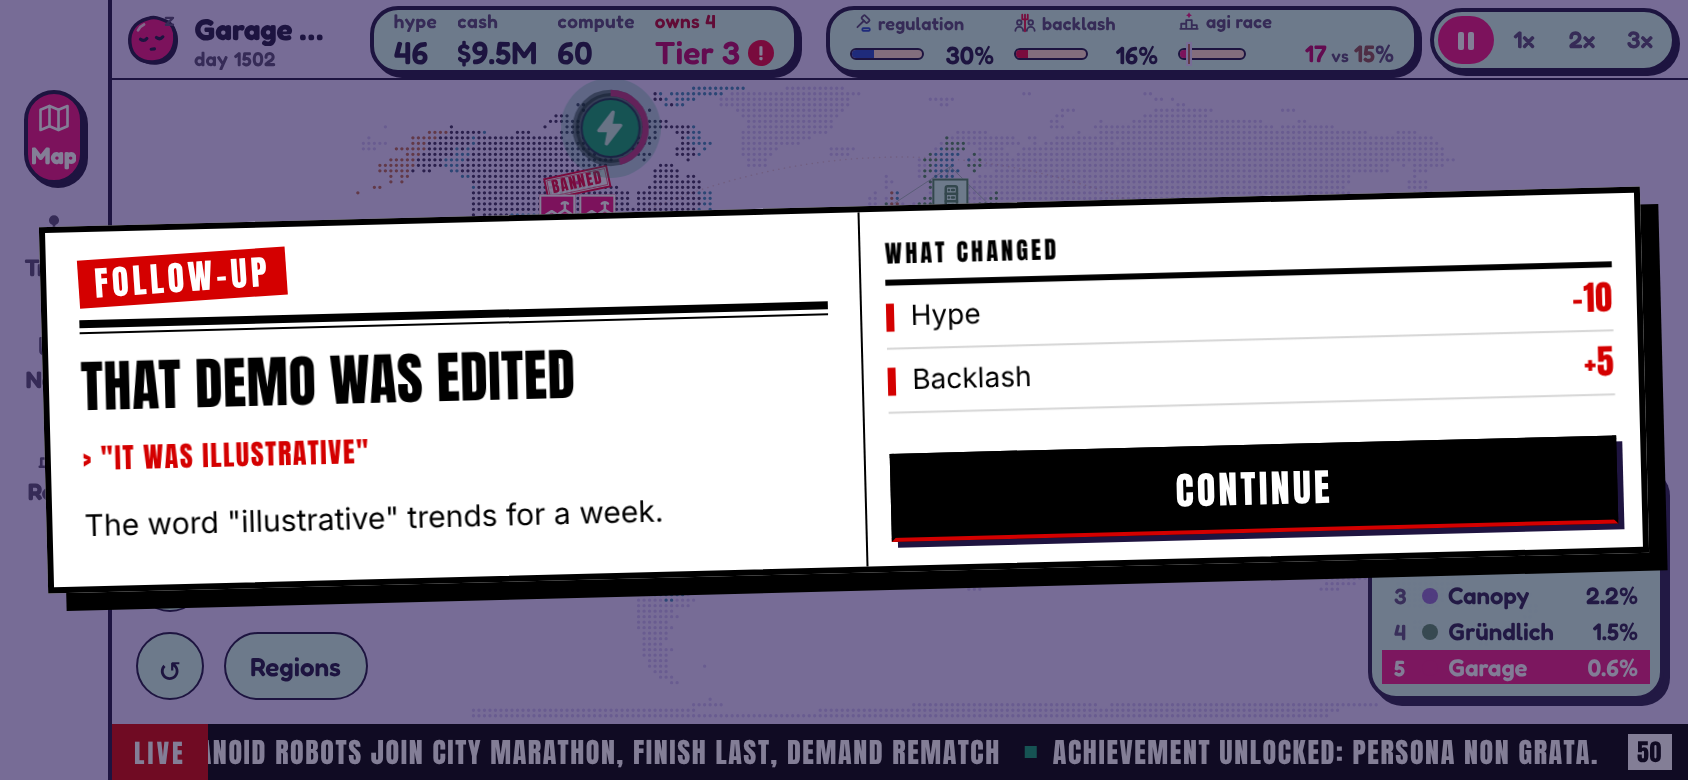 Garage ...
day 1502
hype cash compute owns 4
46 $9.5M 60 Tier 3 !
regulation backlash agi race
30% 16% 17 vs 15%
1x 2x 3x
Map
BANNED
FOLLOW-UP
THAT DEMO WAS EDITED
> "IT WAS ILLUSTRATIVE"
The word "illustrative" trends for a week.
WHAT CHANGED
Hype -10
Backlash +5
CONTINUE
3 Canopy 2.2%
4 Gründlich 1.5%
5 Garage 0.6%
↺ Regions
LIVE ROBOTS JOIN CITY MARATHON, FINISH LAST, DEMAND REMATCH ■ ACHIEVEMENT UNLOCKED: PERSONA NON GRATA. 50